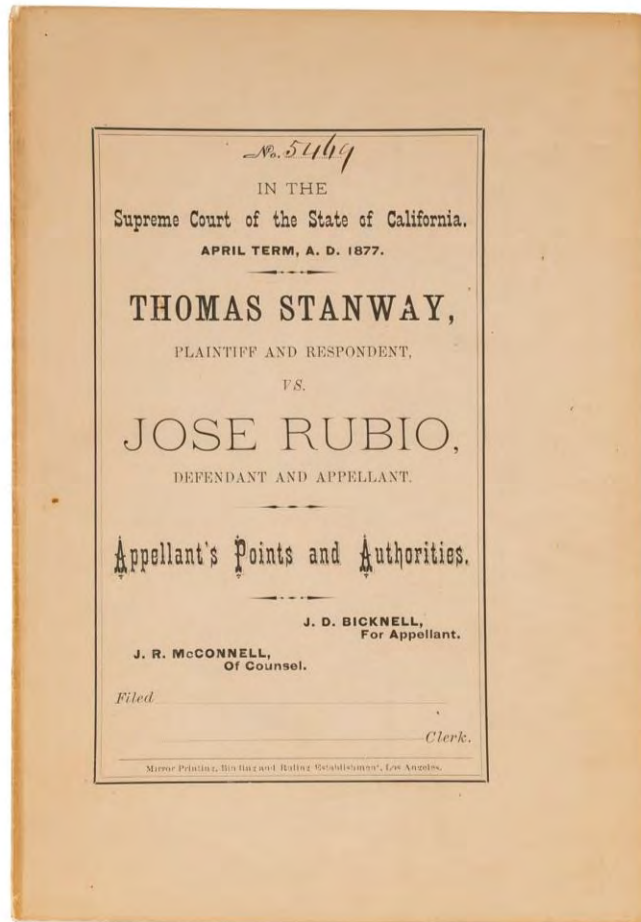 No. 5449
IN THE
Supreme Court of the State of California.
APRIL TERM, A. D. 1877.
THOMAS STANWAY,
PLAINTIFF AND RESPONDENT,
VS.
JOSE RUBIO,
DEFENDANT AND APPELLANT.
Appellant's Points and Authorities.
J. D. BICKNELL,
For Appellant.
J. R. McCONNELL,
Of Counsel.
Filed
Clerk.
Mirror Printing, Binding and Ruling Establishment, Los Angeles.